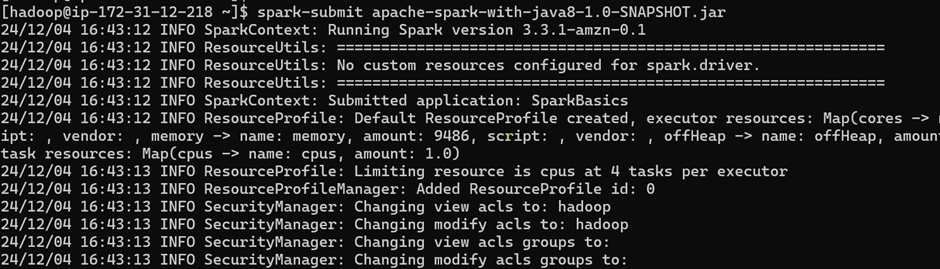 [hadoop@ip-172-31-12-218 ~]$ spark-submit apache-spark-with-java8-1.0-SNAPSHOT.jar
24/12/04 16:43:12 INFO SparkContext: Running Spark version 3.3.1-amzn-0.1
24/12/04 16:43:12 INFO ResourceUtils: ==============================================================
24/12/04 16:43:12 INFO ResourceUtils: No custom resources configured for spark.driver.
24/12/04 16:43:12 INFO ResourceUtils: ==============================================================
24/12/04 16:43:12 INFO SparkContext: Submitted application: SparkBasics
24/12/04 16:43:12 INFO ResourceProfile: Default ResourceProfile created, executor resources: Map(cores ->
ipt: , vendor: , memory -> name: memory, amount: 9486, script: , vendor: , offHeap -> name: offHeap, amoun
task resources: Map(cpus -> name: cpus, amount: 1.0)
24/12/04 16:43:13 INFO ResourceProfile: Limiting resource is cpus at 4 tasks per executor
24/12/04 16:43:13 INFO ResourceProfileManager: Added ResourceProfile id: 0
24/12/04 16:43:13 INFO SecurityManager: Changing view acls to: hadoop
24/12/04 16:43:13 INFO SecurityManager: Changing modify acls to: hadoop
24/12/04 16:43:13 INFO SecurityManager: Changing view acls groups to:
24/12/04 16:43:13 INFO SecurityManager: Changing modify acls groups to: